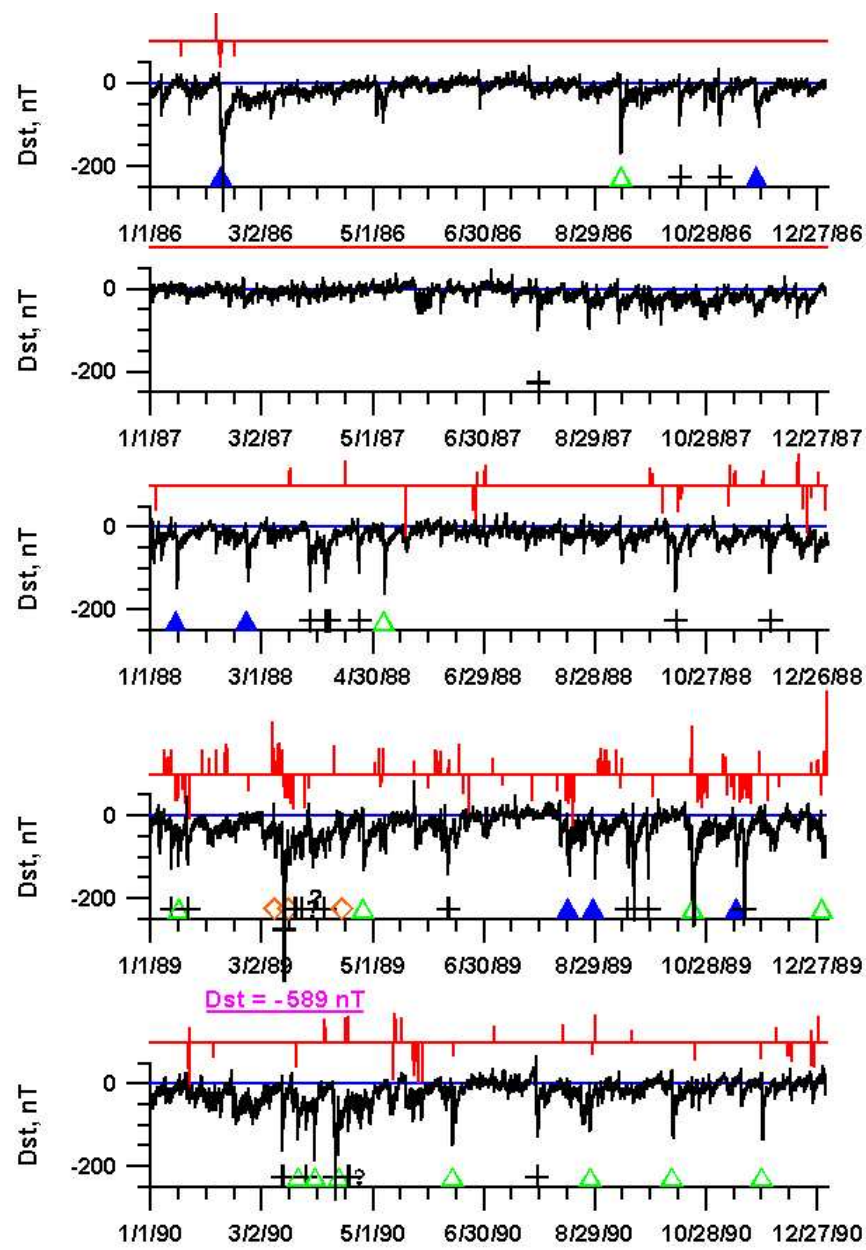 Dst, nT
0
-200
1/1/86 3/2/86 5/1/86 6/30/86 8/29/86 10/28/86 12/27/86
Dst, nT
0
-200
1/1/87 3/2/87 5/1/87 6/30/87 8/29/87 10/28/87 12/27/87
Dst, nT
0
-200
1/1/88 3/1/88 4/30/88 6/29/88 8/28/88 10/27/88 12/26/88
Dst, nT
0
?
-200
1/1/89 3/2/89 5/1/89 6/30/89 8/29/89 10/28/89 12/27/89
Dst = -589 nT
Dst, nT
0
-200
?
1/1/90 3/2/90 5/1/90 6/30/90 8/29/90 10/28/90 12/27/90